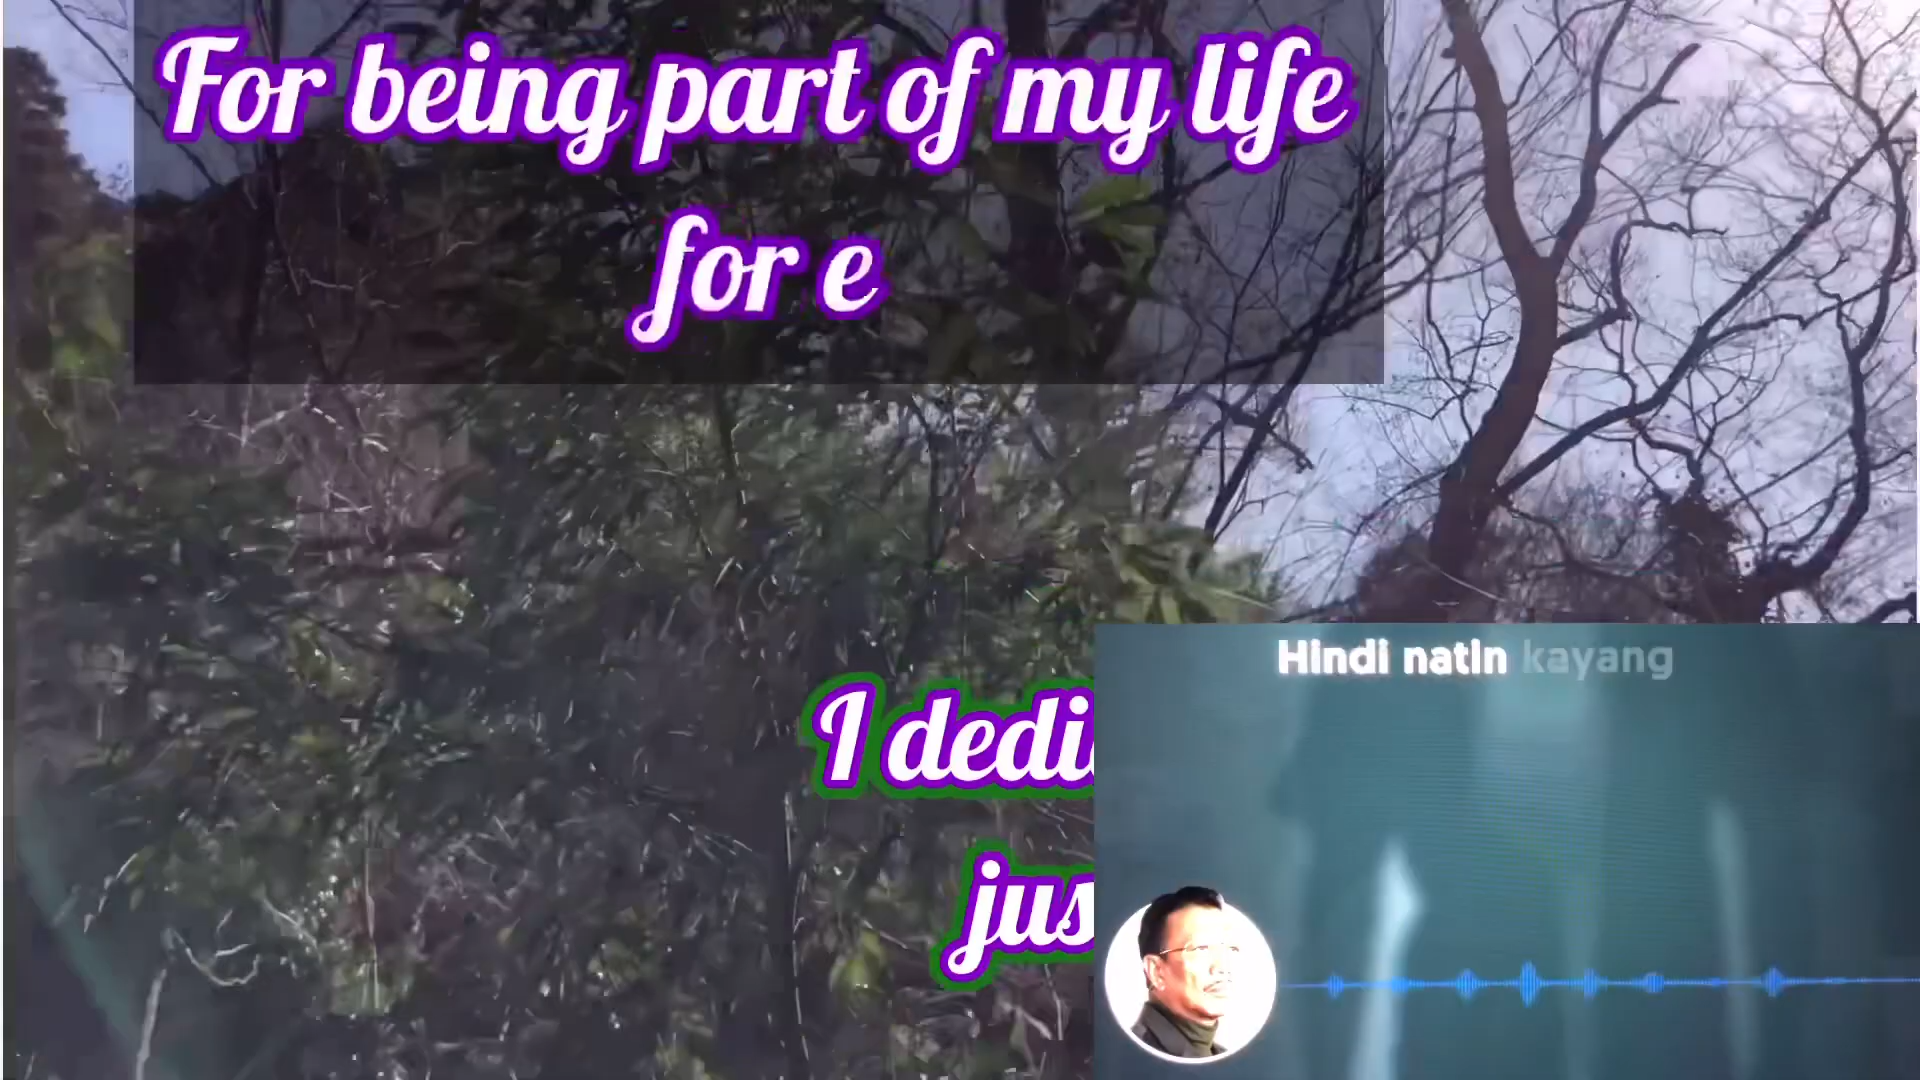 For being part of my life
for e
I dedi
jus
Hindi natin kayang